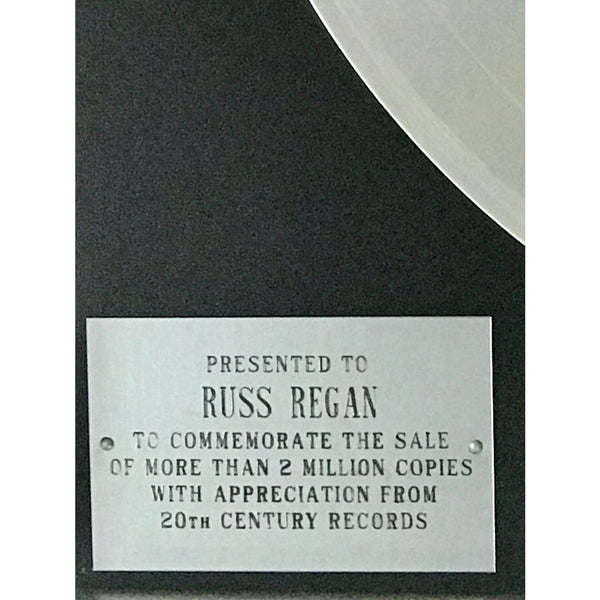 PRESENTED TO
RUSS REGAN
TO COMMEMORATE THE SALE
OF MORE THAN 2 MILLION COPIES
WITH APPRECIATION FROM
20TH CENTURY RECORDS